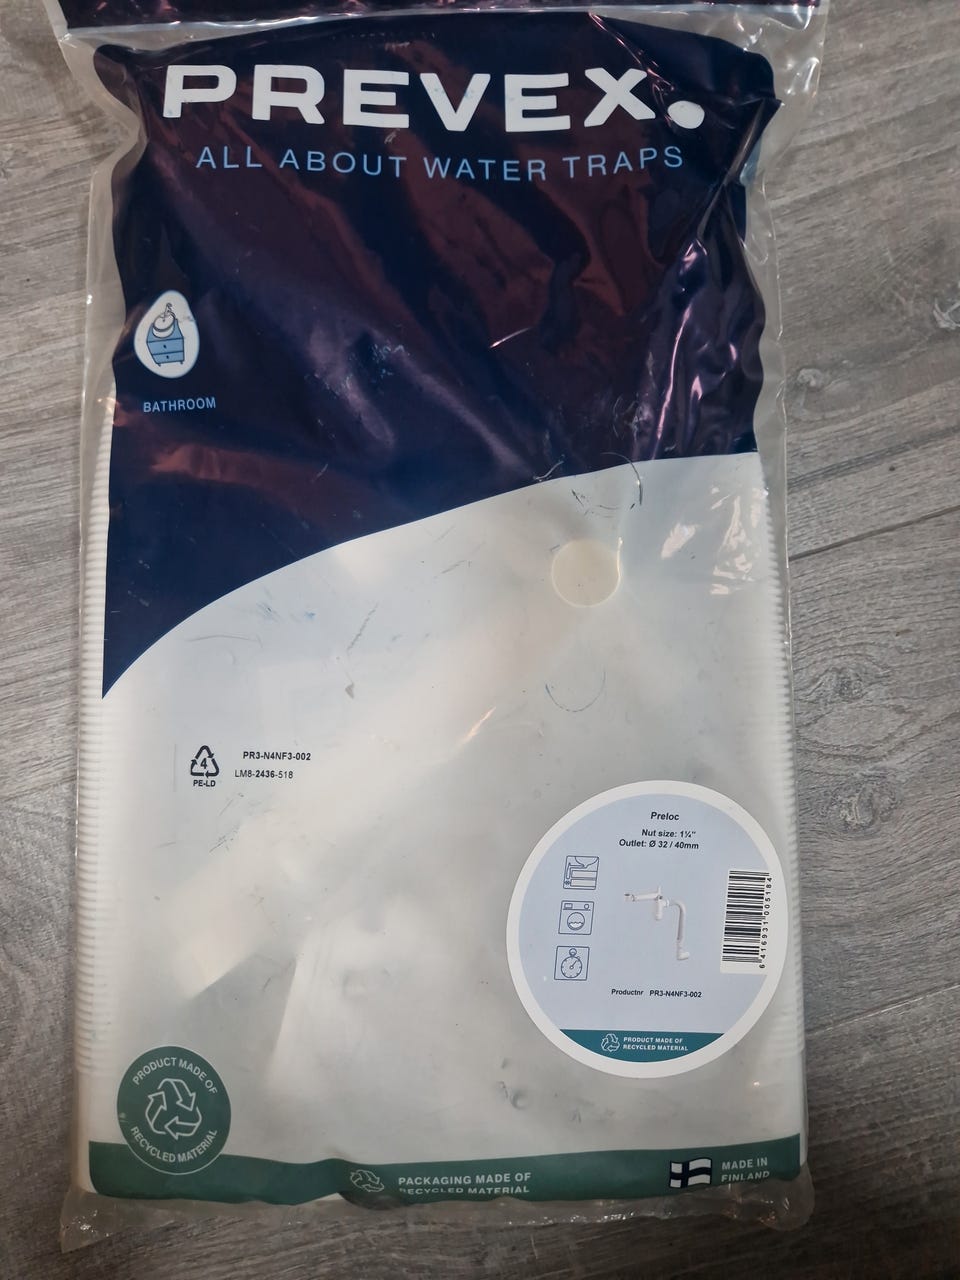 PREVEX.
ALL ABOUT WATER TRAPS
BATHROOM
4
PE-LD
PR3-N4NF3-002
LM8-2436-518
Preloc
Nut size: 1¼"
Outlet: Ø 32 / 40mm
6416931005184
Productnr PR3-N4NF3-002
PRODUCT MADE OF
RECYCLED MATERIAL
PRODUCT MADE OF
RECYCLED MATERIAL
PACKAGING MADE OF
RECYCLED MATERIAL
MADE IN
FINLAND